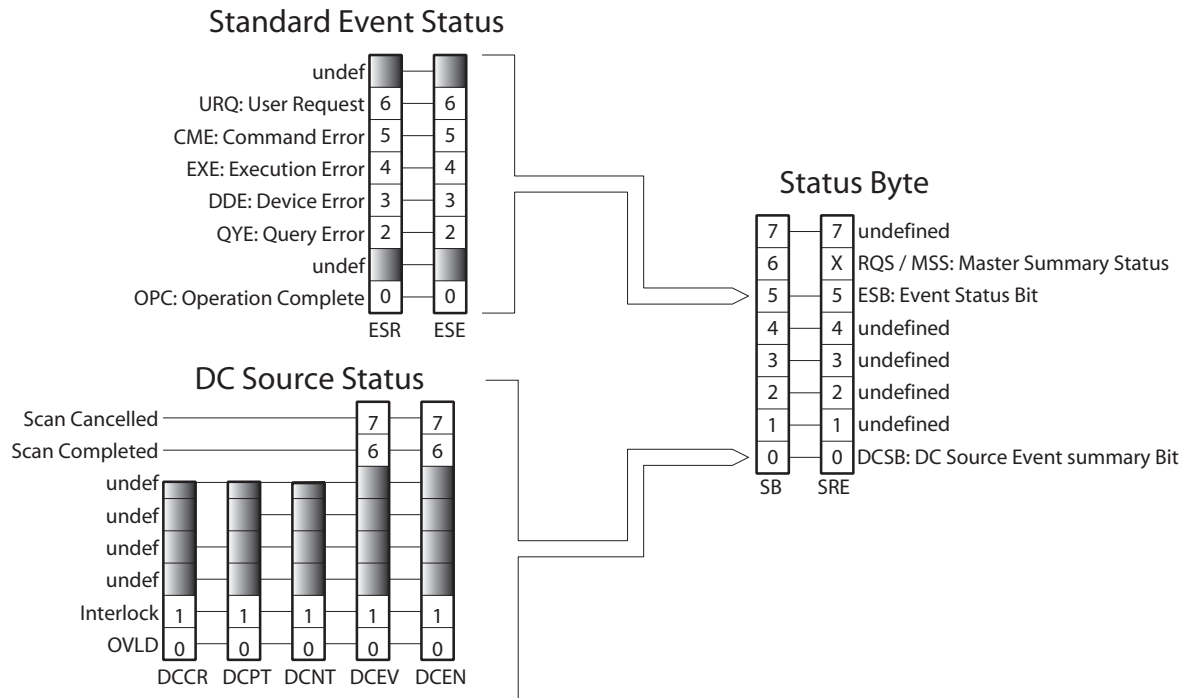 Standard Event Status
undef
URQ: User Request 6 6
CME: Command Error 5 5
EXE: Execution Error 4 4
DDE: Device Error 3 3
QYE: Query Error 2 2
undef
OPC: Operation Complete 0 0
ESR ESE
Status Byte
7 7 undefined
6 X RQS / MSS: Master Summary Status
5 5 ESB: Event Status Bit
4 4 undefined
3 3 undefined
2 2 undefined
1 1 undefined
0 0 DCSB: DC Source Event summary Bit
SB SRE
DC Source Status
Scan Cancelled 7 7
Scan Completed 6 6
undef
undef
undef
undef
Interlock 1 1 1 1 1
OVLD 0 0 0 0 0
DCCR DCPT DCNT DCEV DCEN